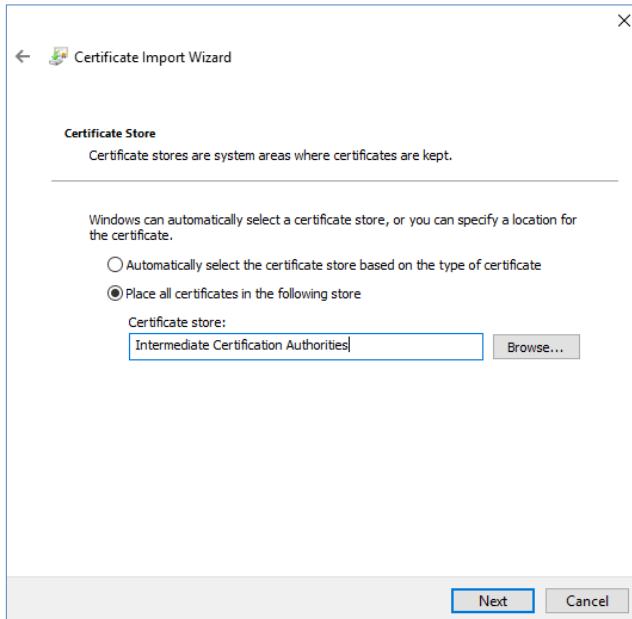 Certificate Import Wizard
Certificate Store
Certificate stores are system areas where certificates are kept.
Windows can automatically select a certificate store, or you can specify a location for
the certificate.
Automatically select the certificate store based on the type of certificate
Place all certificates in the following store
Certificate store:
Intermediate Certification Authorities
Browse...
Next
Cancel